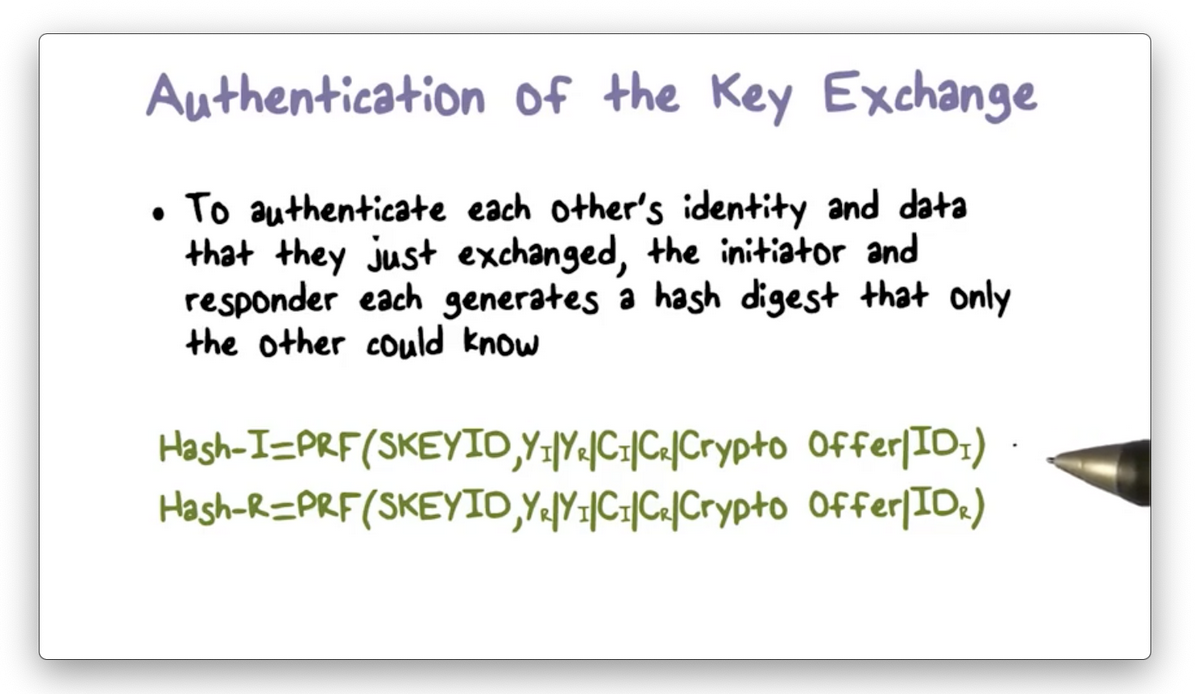 Authentication of the Key Exchange
• To authenticate each other's identity and data
that they just exchanged, the initiator and
responder each generates a hash digest that only
the other could know
Hash-I=PRF(SKEYID,Y_I|Y_R|C_I|C_R|Crypto Offer|ID_I)
Hash-R=PRF(SKEYID,Y_R|Y_I|C_I|C_R|Crypto Offer|ID_R)